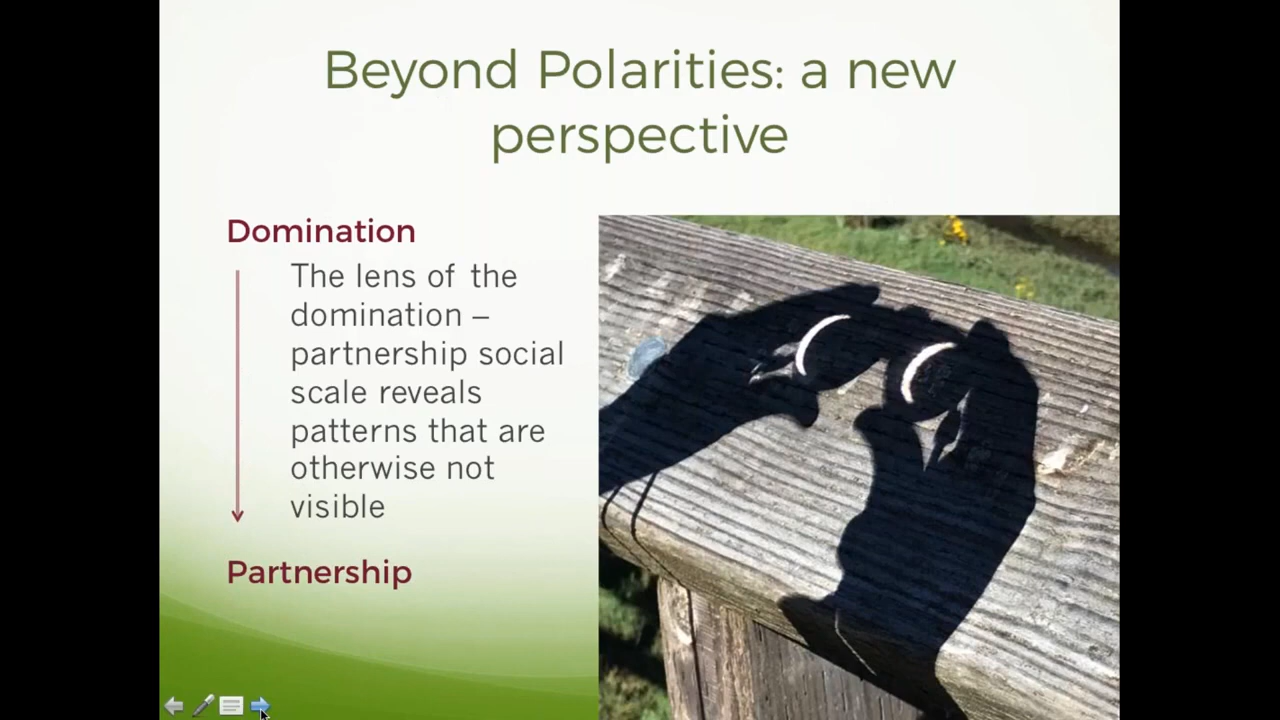 Beyond Polarities: a new
perspective
Domination
The lens of the
domination –
partnership social
scale reveals
patterns that are
otherwise not
visible
Partnership